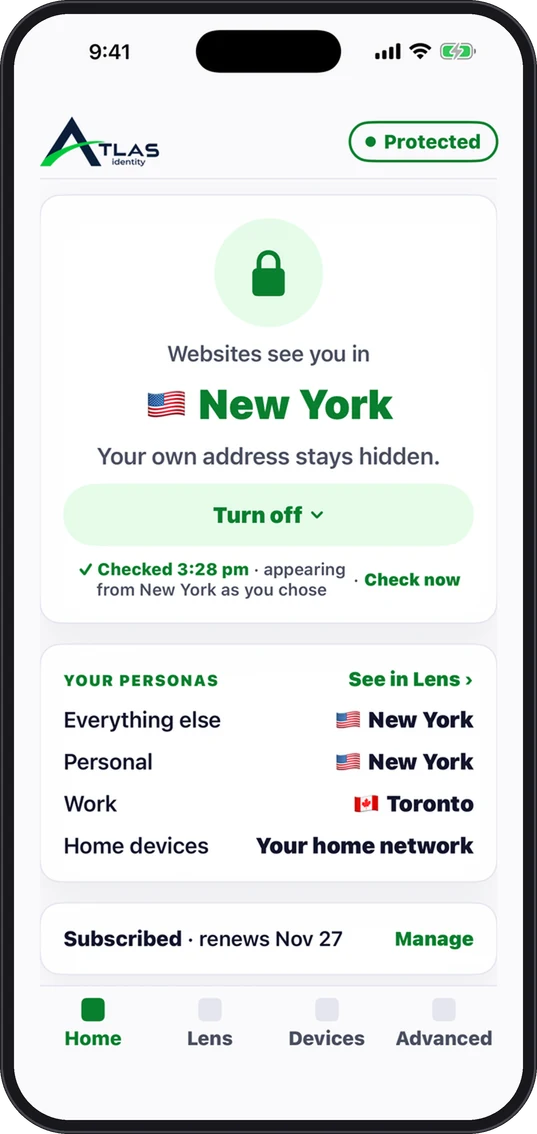 9:41
ATLAS
identity
Protected
Websites see you in
New York
Your own address stays hidden.
Turn off
Checked 3:28 pm · appearing
from New York as you chose
· Check now
YOUR PERSONAS
See in Lens ›
Everything else
New York
Personal
New York
Work
Toronto
Home devices
Your home network
Subscribed · renews Nov 27
Manage
Home
Lens
Devices
Advanced